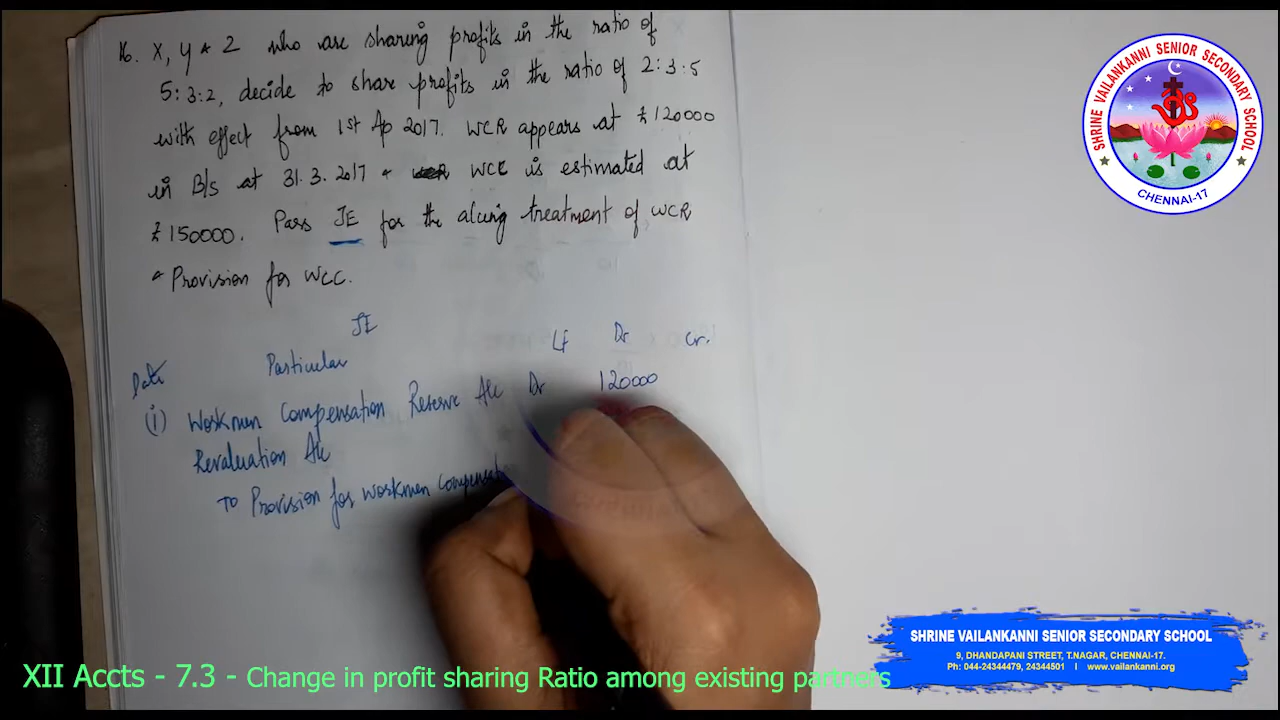 16. X, Y & Z who are sharing profits in the ratio of
5:3:2, decide to share profits in the ratio of 2:3:5
with effect from 1st Ap 2017. WCR appears at ₹120000
in B/S at 31.3.2017 & WCC is estimated at
₹150000. Pass JE for the a/cing treatment of WCR
& Provision for WCC.
JE
Date Particular LF Dr Cr.
(i) Workmen Compensation Reserve A/c Dr 120000
Revaluation A/c
To Provision for workmen compensat
SHRINE VAILANKANNI SENIOR SECONDARY SCHOOL
CHENNAI-17
SHRINE VAILANKANNI SENIOR SECONDARY SCHOOL
9, DHANDAPANI STREET, T.NAGAR, CHENNAI-17.
Ph: 044-24344479, 24344501 I www.vailankanni.org
XII Accts - 7.3 - Change in profit sharing Ratio among existing partners